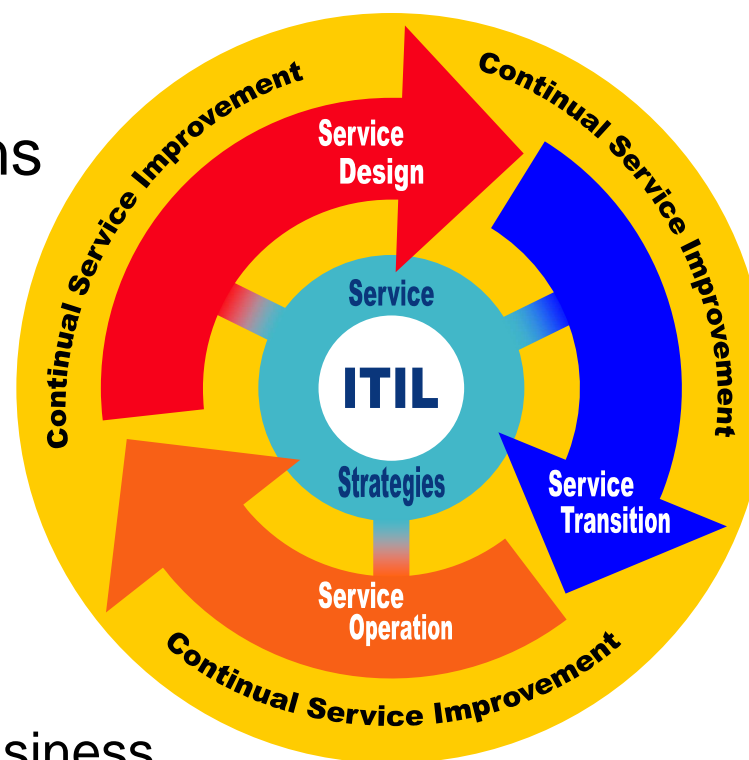 ns
Continual Service Improvement
Continual Service Improvement
Service
Design
Service
ITIL
Strategies
Service
Transition
Service
Operation
Continual Service Improvement
siness